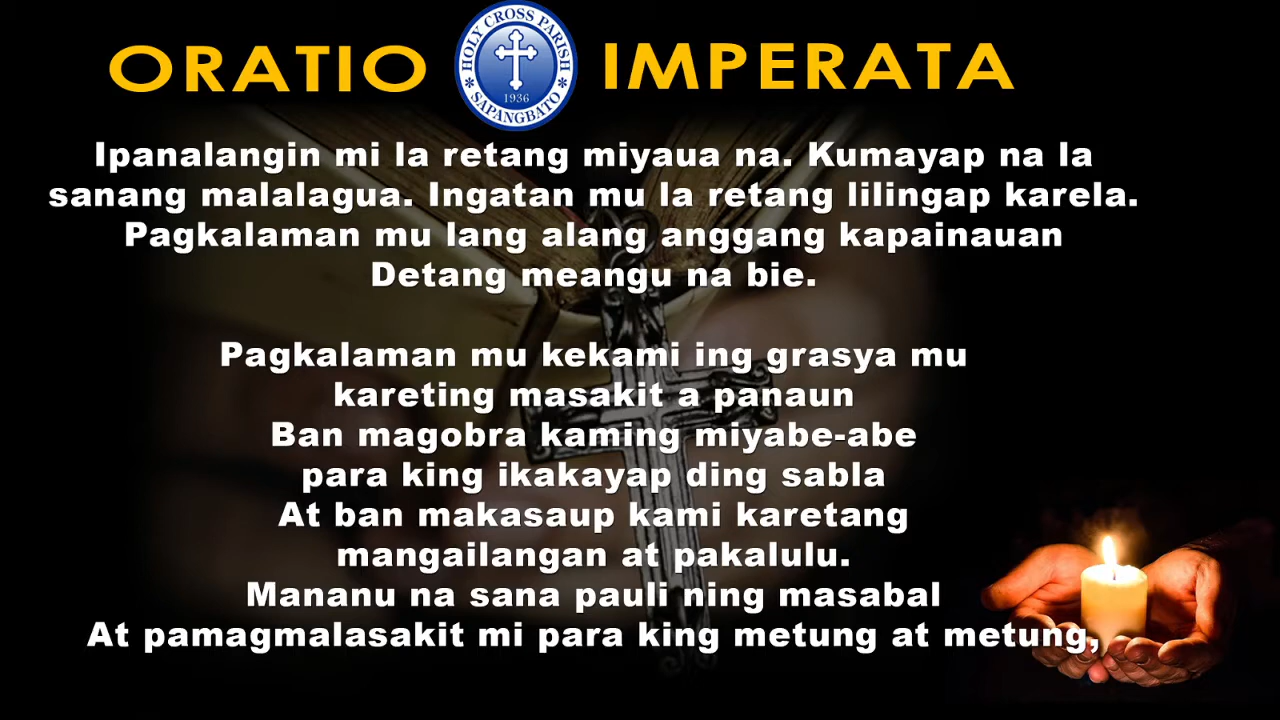 ORATIO IMPERATA
HOLY CROSS PARISH
1936
SAPANGBATO
Ipanalangin mi la retang miyaua na. Kumayap na la
sanang malalagua. Ingatan mu la retang lilingap karela.
Pagkalaman mu lang alang anggang kapainauan
Detang meangu na bie.
Pagkalaman mu kekami ing grasya mu
kareting masakit a panaun
Ban magobra kaming miyabe-abe
para king ikakayap ding sabla
At ban makasaup kami karetang
mangailangan at pakalulu.
Mananu na sana pauli ning masabal
At pamagmalasakit mi para king metung at metung,